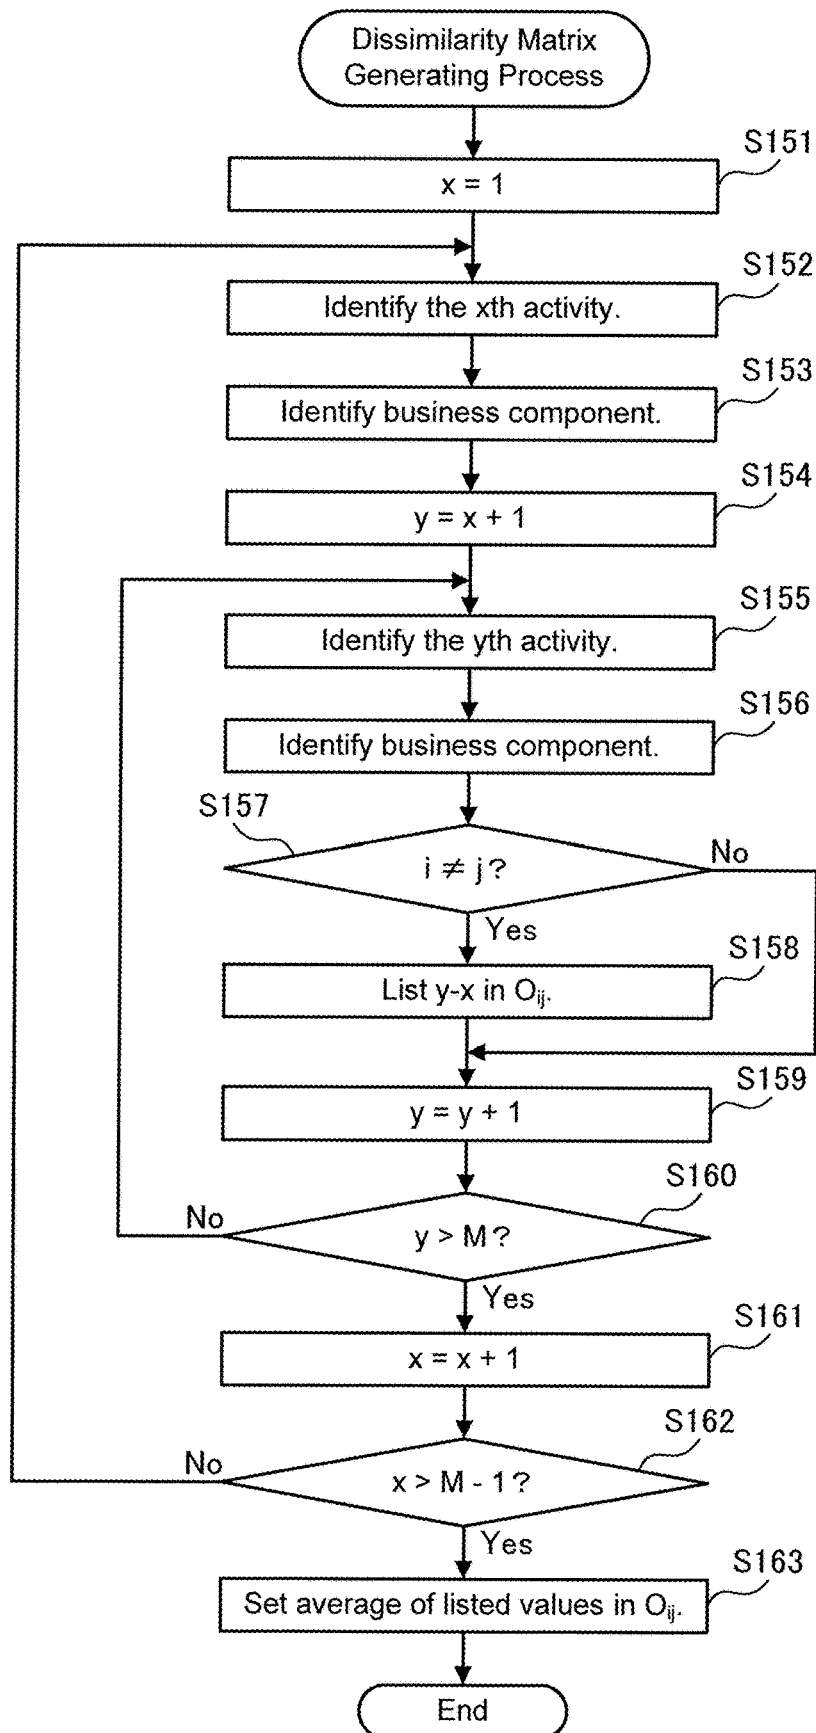 Dissimilarity Matrix
Generating Process
S151
x = 1
S152
Identify the xth activity.
S153
Identify business component.
S154
y = x + 1
S155
Identify the yth activity.
S156
Identify business component.
S157
i ≠ j?
No
Yes
S158
List y-x in Oij.
S159
y = y + 1
S160
No
y > M?
Yes
S161
x = x + 1
S162
No
x > M - 1?
Yes
S163
Set average of listed values in Oij.
End